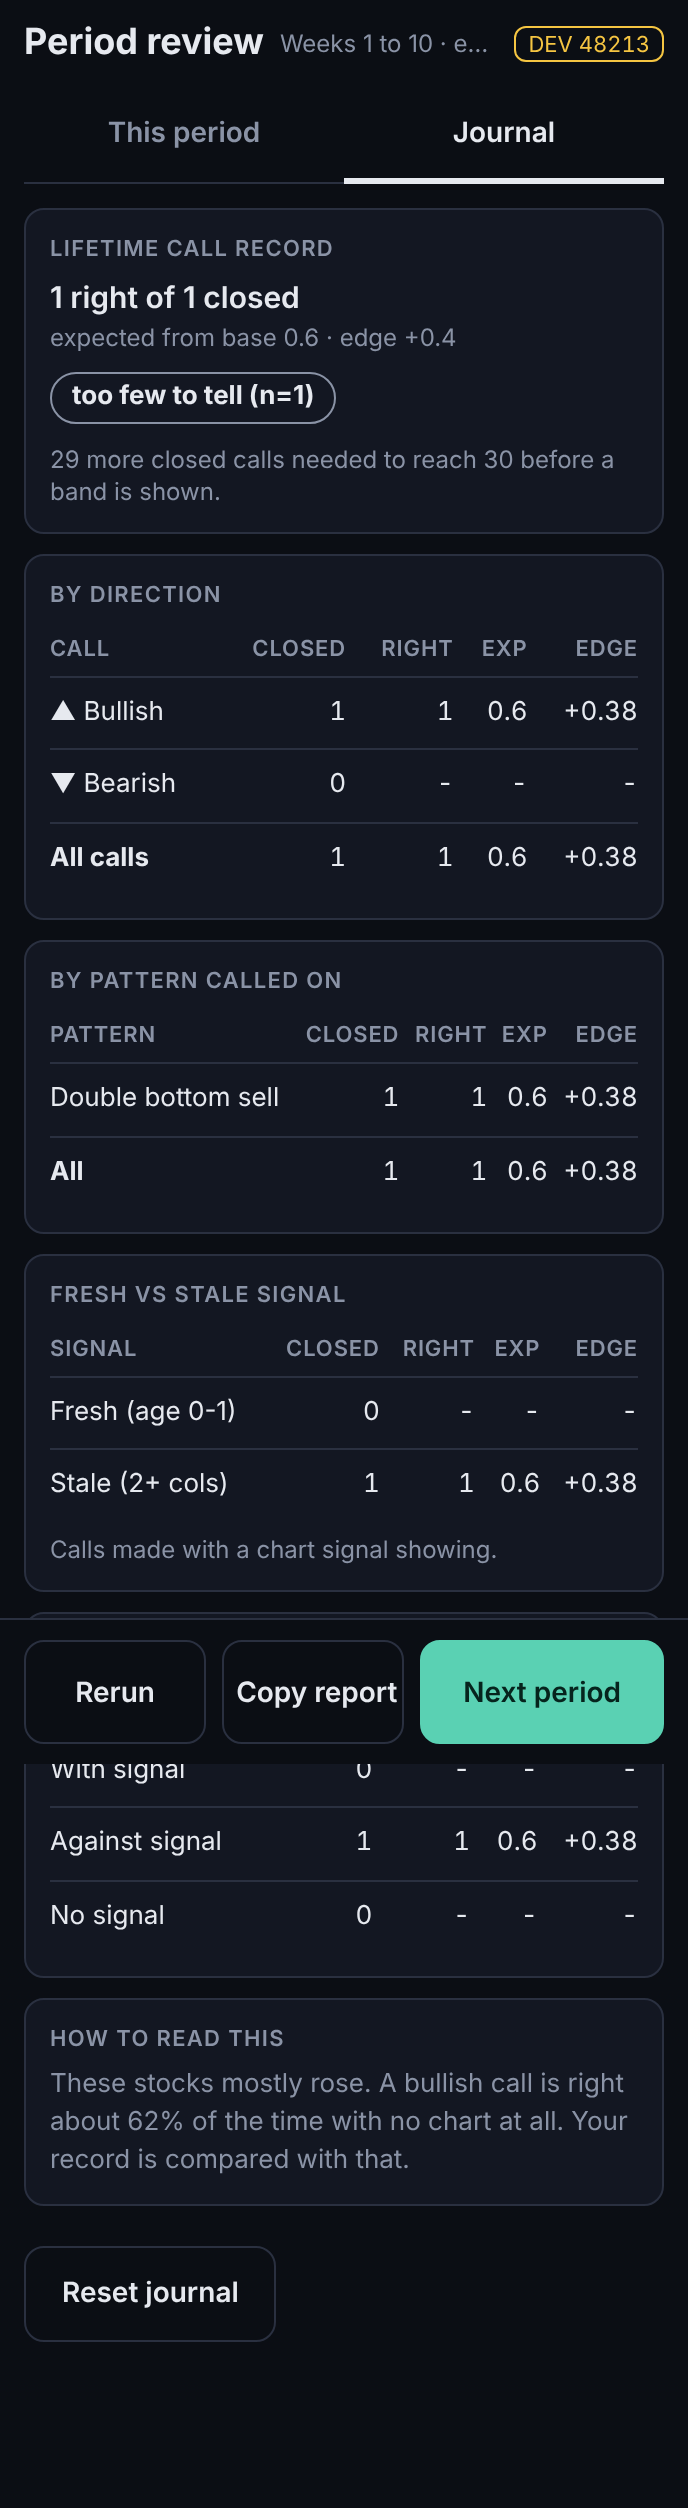 Period review Weeks 1 to 10 · e... DEV 48213
This period Journal
LIFETIME CALL RECORD
1 right of 1 closed
expected from base 0.6 · edge +0.4
too few to tell (n=1)
29 more closed calls needed to reach 30 before a
band is shown.
BY DIRECTION
CALL CLOSED RIGHT EXP EDGE
▲ Bullish 1 1 0.6 +0.38
▼ Bearish 0 - - -
All calls 1 1 0.6 +0.38
BY PATTERN CALLED ON
PATTERN CLOSED RIGHT EXP EDGE
Double bottom sell 1 1 0.6 +0.38
All 1 1 0.6 +0.38
FRESH VS STALE SIGNAL
SIGNAL CLOSED RIGHT EXP EDGE
Fresh (age 0-1) 0 - - -
Stale (2+ cols) 1 1 0.6 +0.38
Calls made with a chart signal showing.
Rerun Copy report Next period
With signal 0 - - -
Against signal 1 1 0.6 +0.38
No signal 0 - - -
HOW TO READ THIS
These stocks mostly rose. A bullish call is right
about 62% of the time with no chart at all. Your
record is compared with that.
Reset journal